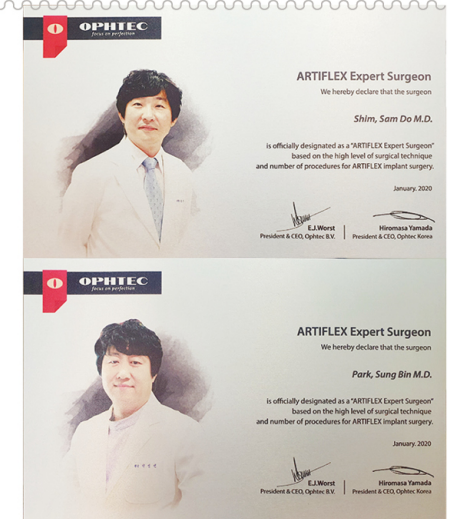 OPHTEC
focus on perfection
ARTIFLEX Expert Surgeon
We hereby declare that the surgeon
Shim, Sam Do M.D.
is officially designated as a "ARTIFLEX Expert Surgeon"
based on the high level of surgical technique
and number of procedures for ARTIFLEX implant surgery.
January. 2020
E.J.Worst
President & CEO, Ophtec B.V.
Hiromasa Yamada
President & CEO, Ophtec Korea
OPHTEC
focus on perfection
ARTIFLEX Expert Surgeon
We hereby declare that the surgeon
Park, Sung Bin M.D.
is officially designated as a "ARTIFLEX Expert Surgeon"
based on the high level of surgical technique
and number of procedures for ARTIFLEX implant surgery.
January. 2020
E.J.Worst
President & CEO, Ophtec B.V.
Hiromasa Yamada
President & CEO, Ophtec Korea